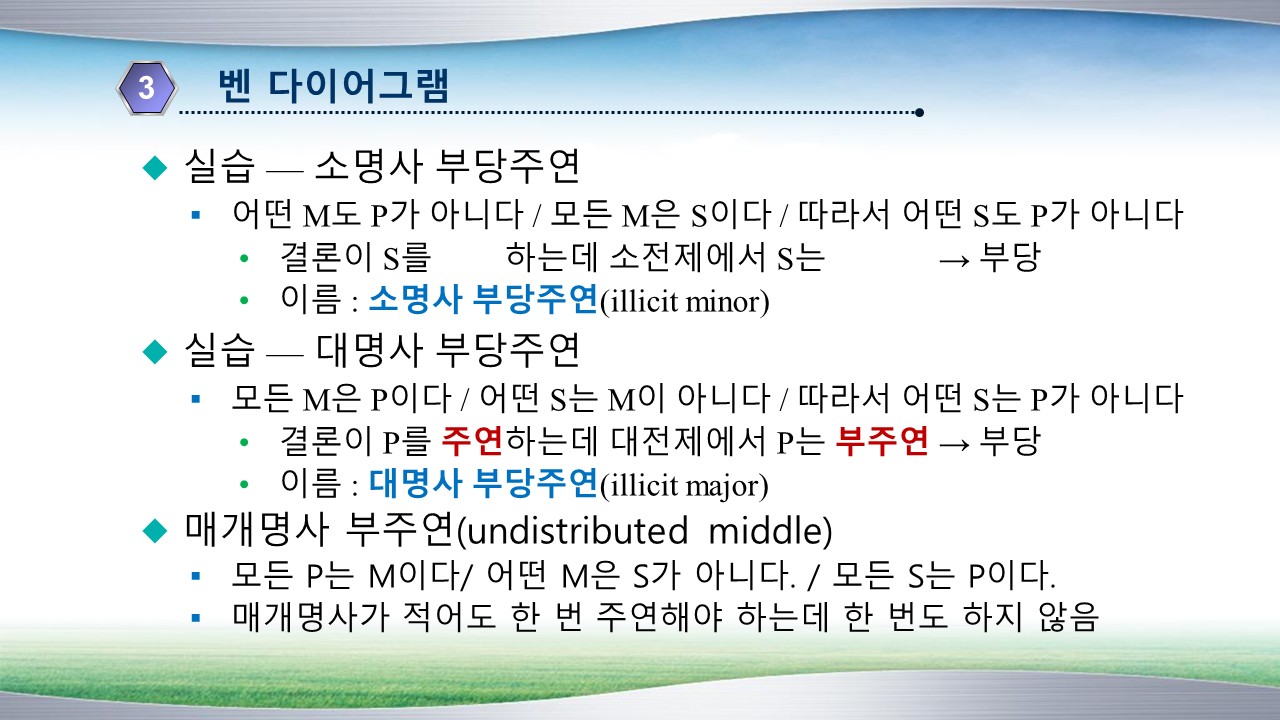 3 벤 다이어그램
실습 — 소명사 부당주연
어떤 M도 P가 아니다 / 모든 M은 S이다 / 따라서 어떤 S도 P가 아니다
결론이 S를 하는데 소전제에서 S는 → 부당
이름 : 소명사 부당주연(illicit minor)
실습 — 대명사 부당주연
모든 M은 P이다 / 어떤 S는 M이 아니다 / 따라서 어떤 S는 P가 아니다
결론이 P를 주연하는데 대전제에서 P는 부주연 → 부당
이름 : 대명사 부당주연(illicit major)
매개명사 부주연(undistributed middle)
모든 P는 M이다/ 어떤 M은 S가 아니다. / 모든 S는 P이다.
매개명사가 적어도 한 번 주연해야 하는데 한 번도 하지 않음